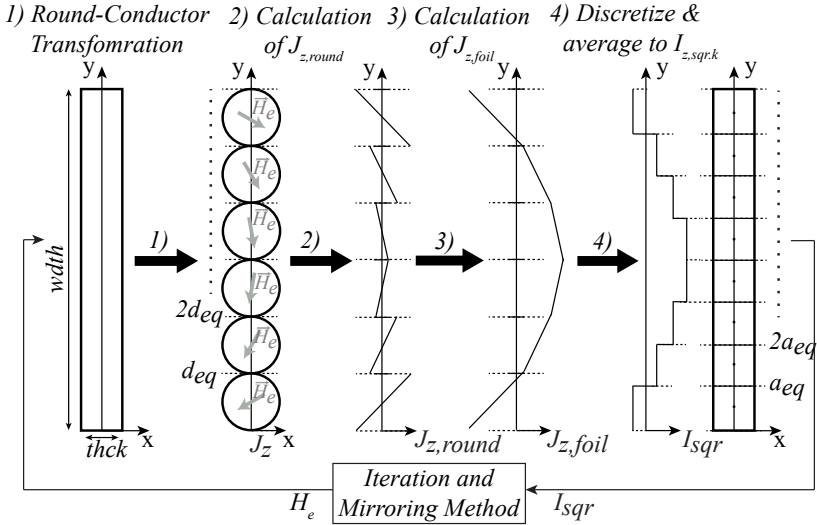 1) Round-Conductor
Transfomration
2) Calculation
of J_z,round
3) Calculation
of J_z,foil
4) Discretize &
average to I_z,sqr.k
y
y
y
y
y
y
H_e
H_e
H_e
H_e
H_e
H_e
wdth
1)
2)
3)
4)
2d_eq
d_eq
2a_eq
a_eq
thck
x
J_z
x
J_z,round
J_z,foil
I_sqr
x
H_e
Iteration and
Mirroring Method
I_sqr